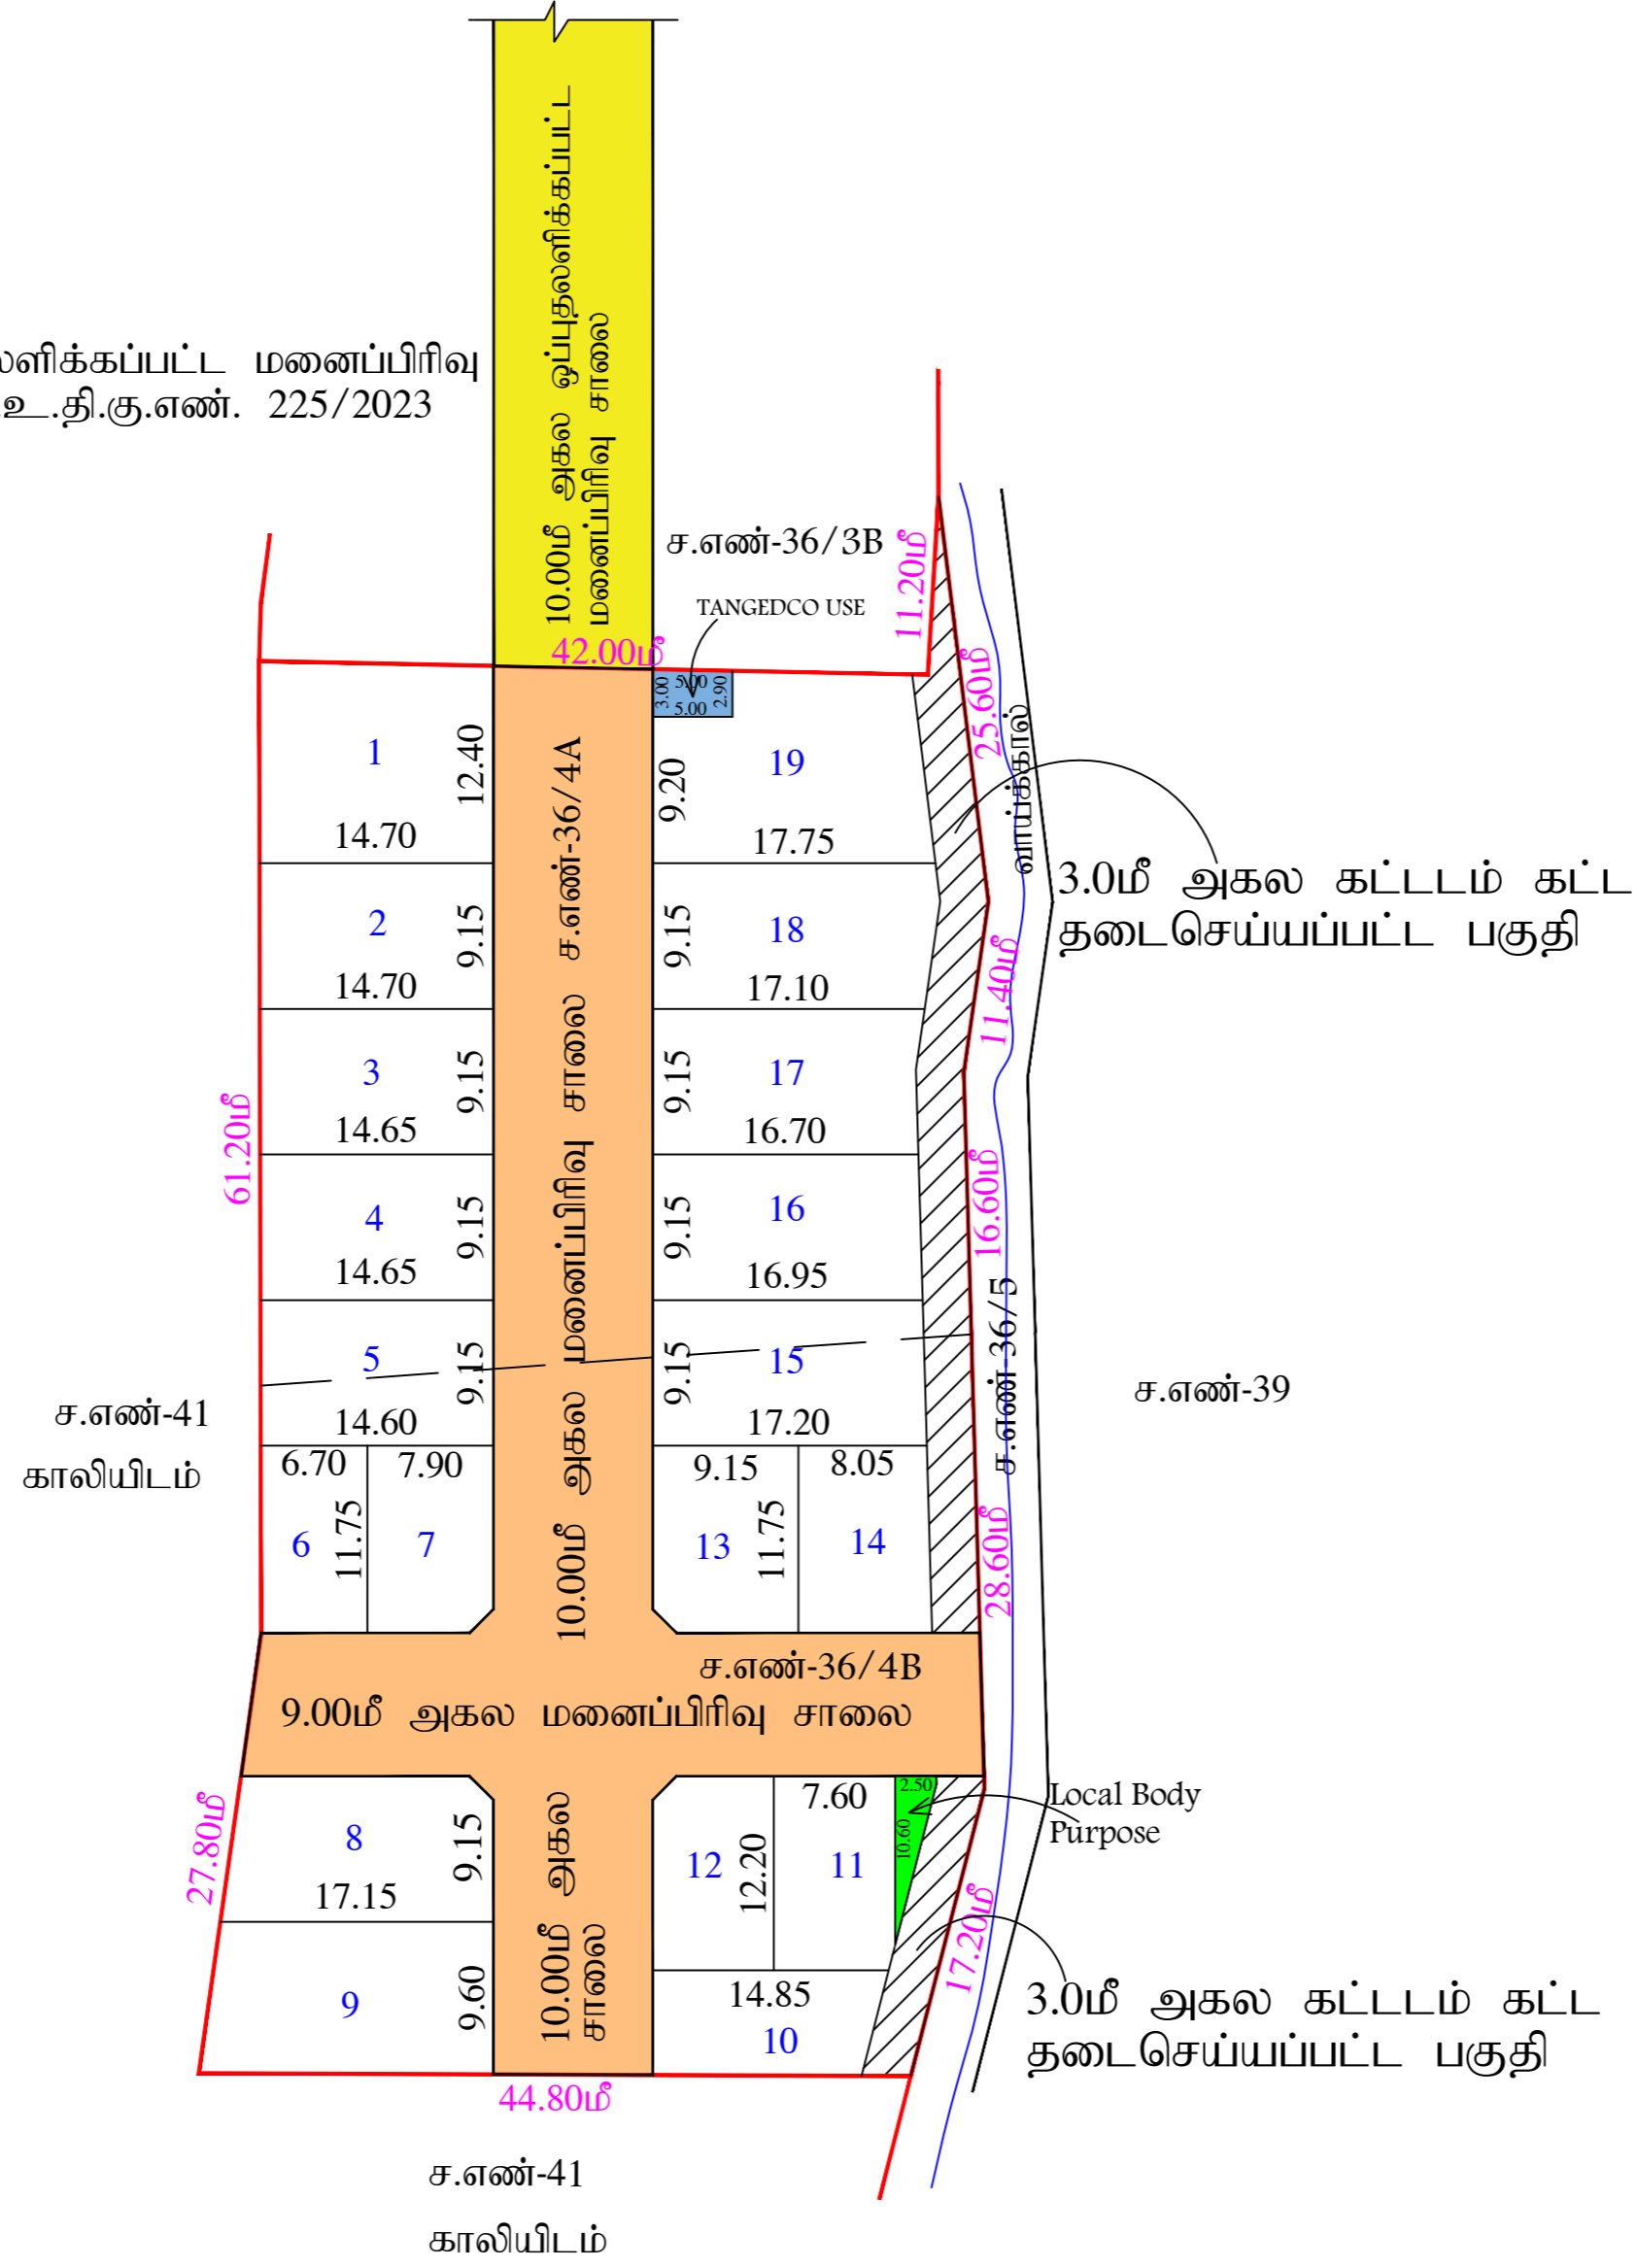 10.00மீ அகல ஒப்புதலளிக்கப்பட்ட
மனைப்பிரிவு சாலை
லளிக்கப்பட்ட மனைப்பிரிவு
.உ.தி.கு.எண். 225/2023
ச.எண்-36/3B
TANGEDCO USE
11.20மீ
42.00மீ
3.00
5.00
2.90
5.00
25.60மீ
வாய்க்கால்
1
12.40
14.70
ச.எண்-36/4A
9.20
19
17.75
3.0மீ அகல கட்டடம் கட்ட
தடைசெய்யப்பட்ட பகுதி
2
9.15
14.70
9.15
18
17.10
11.40மீ
3
9.15
14.65
9.15
17
16.70
61.20மீ
10.00மீ அகல மனைப்பிரிவு சாலை
4
9.15
14.65
9.15
16
16.95
16.60மீ
ச.எண்-36/5
5
9.15
14.60
9.15
15
17.20
ச.எண்-41
காலியிடம்
ச.எண்-39
6.70
7.90
6
11.75
7
9.15
8.05
13
11.75
14
28.60மீ
ச.எண்-36/4B
9.00மீ அகல மனைப்பிரிவு சாலை
27.80மீ
8
9.15
17.15
10.00மீ அகல
சாலை
12
12.20
7.60
11
2.50
10.60
Local Body
Purpose
17.20மீ
9
9.60
14.85
10
3.0மீ அகல கட்டடம் கட்ட
தடைசெய்யப்பட்ட பகுதி
44.80மீ
ச.எண்-41
காலியிடம்